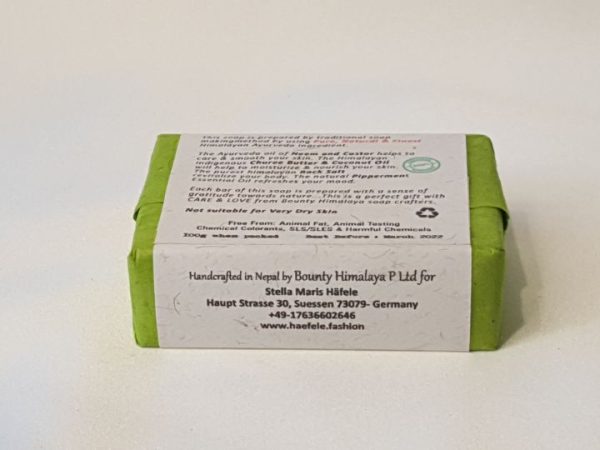 This soap is prepared by traditional soap
makingmethod by using Pure, Natural & Finest
Himalayan Ayurveda Ingredient.
The Ayurveda oil of Neem and Castor helps to
care & smooth your skin. The Himalayan
indigenous Churee Butter & Coconut Oil
will help to moisturize & nourish your skin.
The purest himalayan Rock Salt
revitalize your body. The natural Pipperment
Essential Oil refreshes your mood.
Each bar of this soap is prepared with a sense of
gratitude towards nature. This is a perfect gift with
CARE & LOVE from Bounty Himalaya soap crafters.
Not suitable for Very Dry Skin
Free From: Animal Fat, Animal Testing
Chemical Colorants, SLS/SLES & Harmful Chemicals
100g when packed Best Before : March, 2022
Handcrafted in Nepal by Bounty Himalaya P Ltd for
Stella Maris Häfele
Haupt Strasse 30, Suessen 73079- Germany
+49-17636602646
www.haefele.fashion